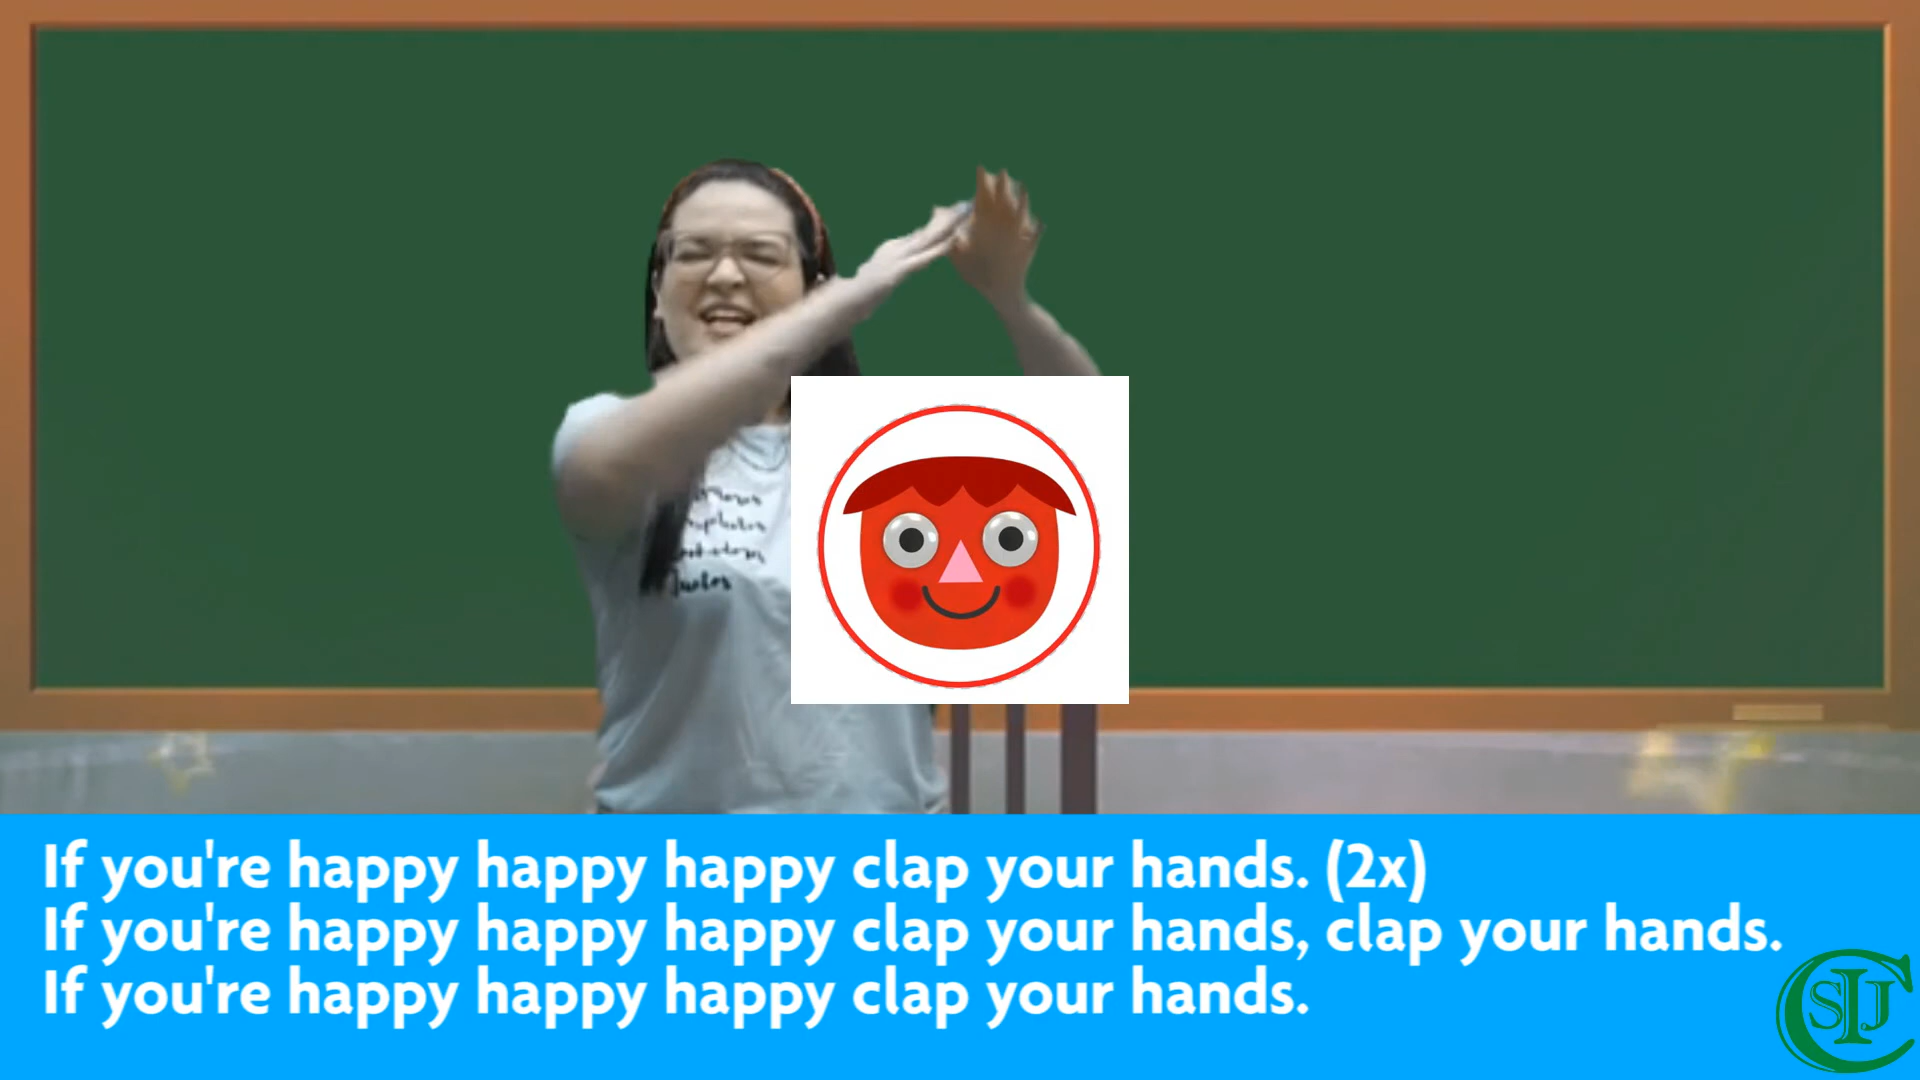 If you're happy happy happy clap your hands. (2x)
If you're happy happy happy clap your hands, clap your hands.
If you're happy happy happy clap your hands.
CSIJ